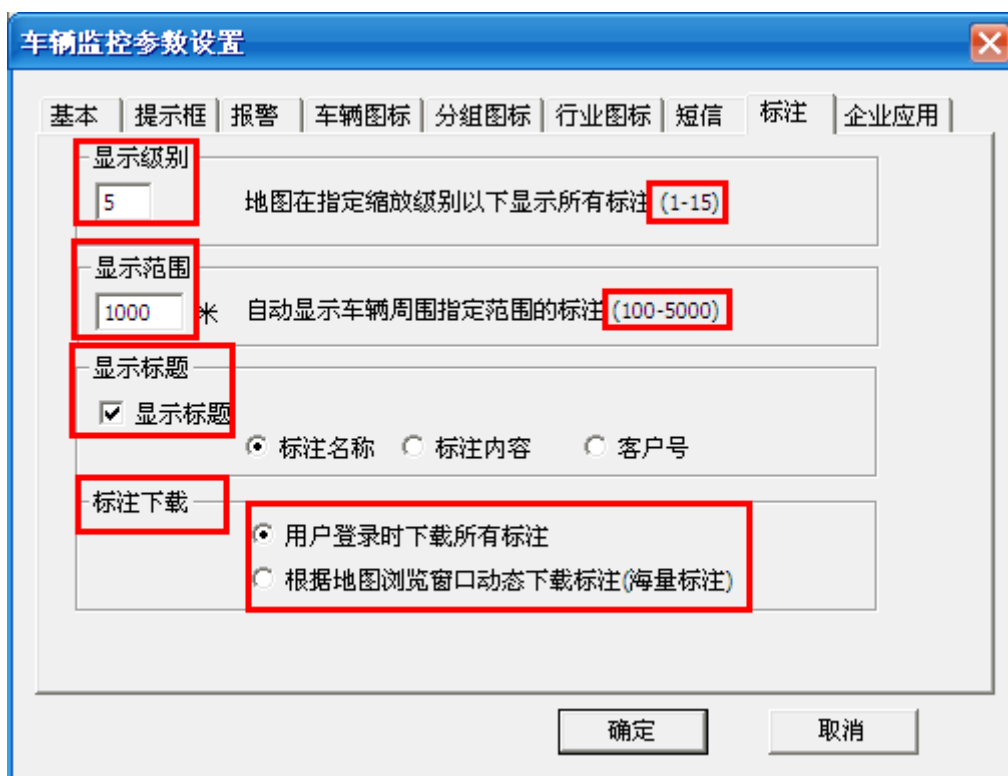 车辆监控参数设置
基本 提示框 报警 车辆图标 分组图标 行业图标 短信 标注 企业应用
显示级别
5 地图在指定缩放级别以下显示所有标注 (1-15)
显示范围
1000 米 自动显示车辆周围指定范围的标注 (100-5000)
显示标题
显示标题
标注名称 标注内容 客户号
标注下载
用户登录时下载所有标注
根据地图浏览窗口动态下载标注(海量标注)
确定 取消